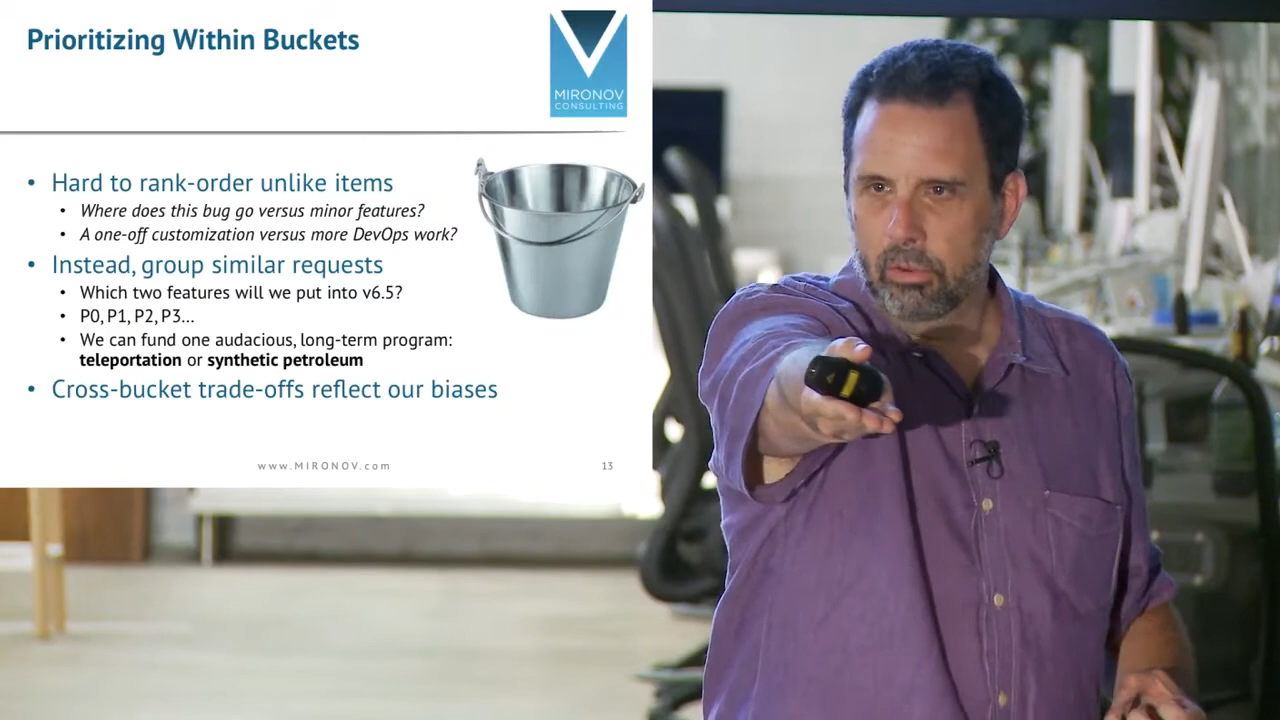 Prioritizing Within Buckets
MIRONOV
CONSULTING
• Hard to rank-order unlike items
• Where does this bug go versus minor features?
• A one-off customization versus more DevOps work?
• Instead, group similar requests
• Which two features will we put into v6.5?
• P0, P1, P2, P3...
• We can fund one audacious, long-term program:
teleportation or synthetic petroleum
• Cross-bucket trade-offs reflect our biases
www.MIRONOV.com
13